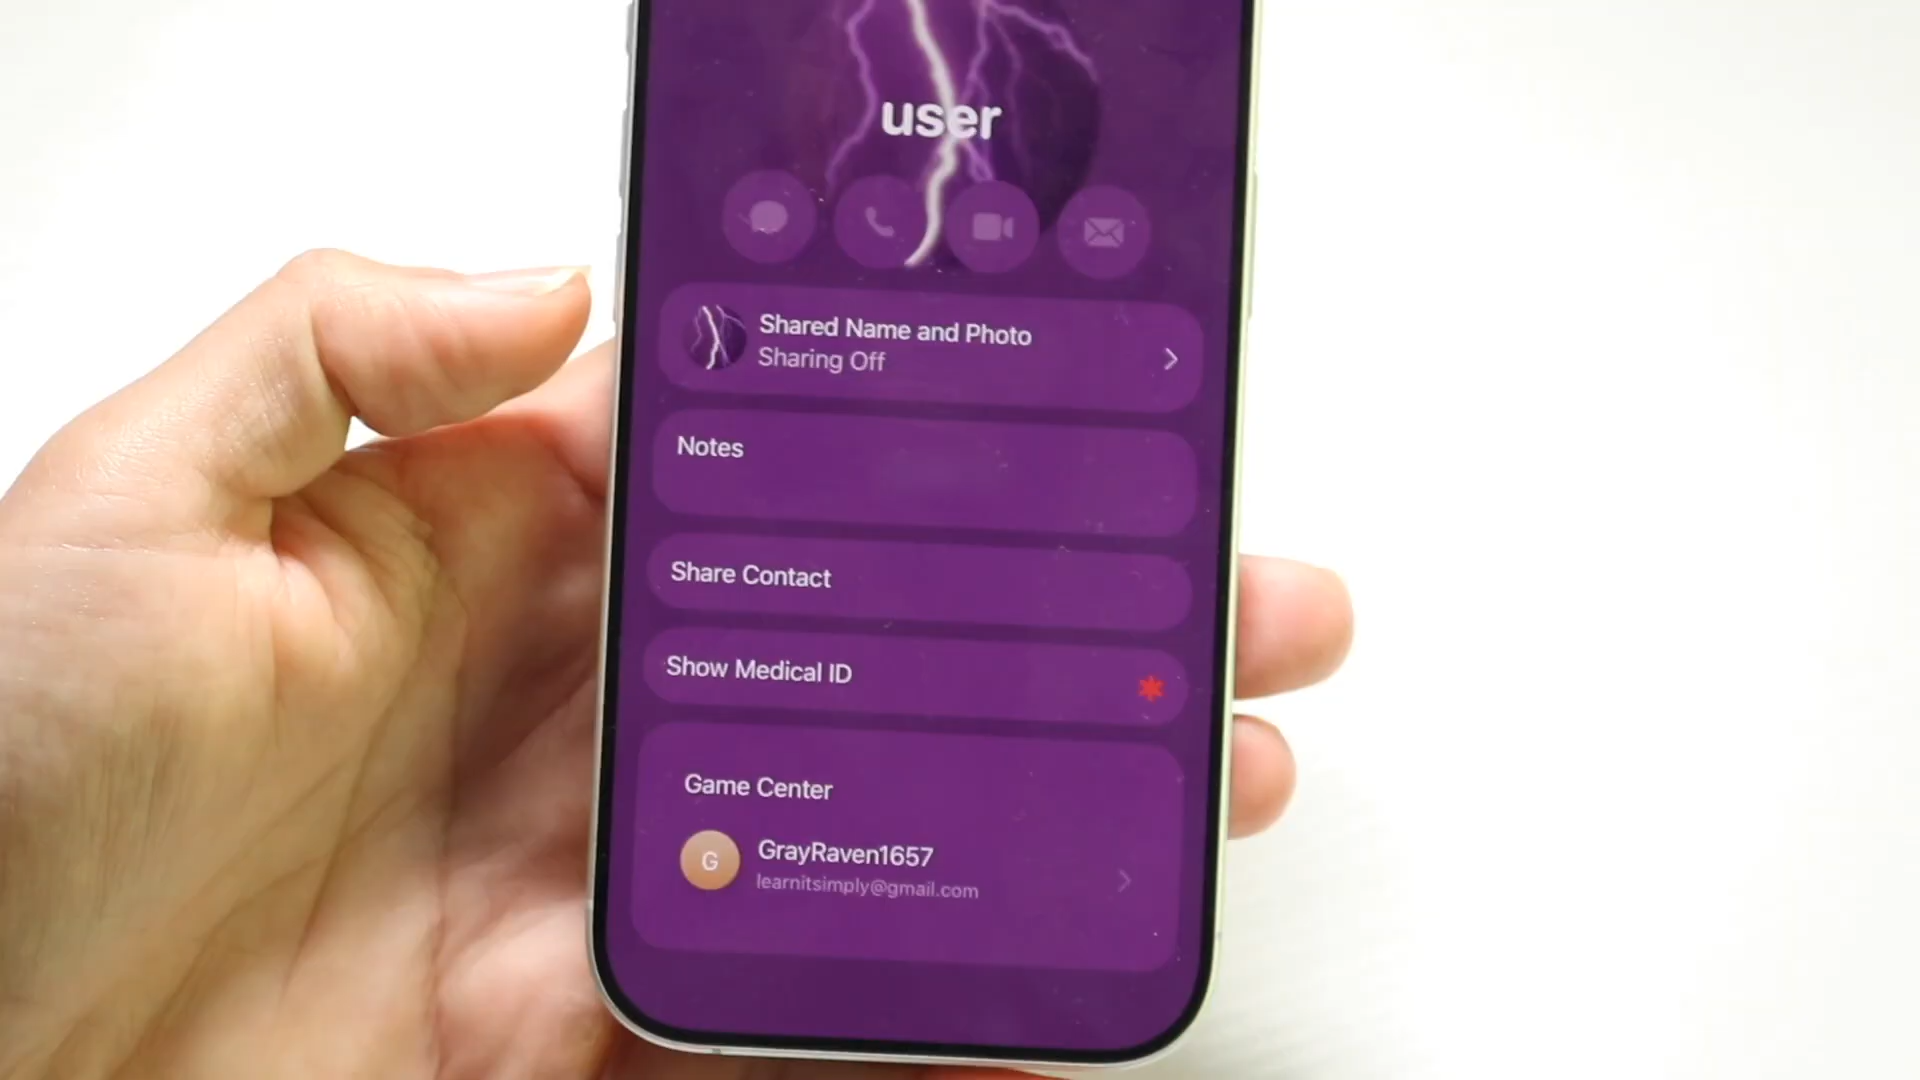 user
Shared Name and Photo
Sharing Off
Notes
Share Contact
Show Medical ID
Game Center
G
GrayRaven1657
learnitsimply@gmail.com